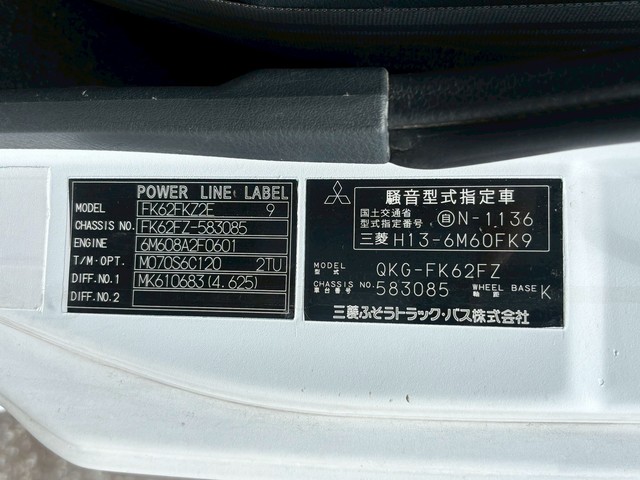 POWER LINE LABEL
MODEL FK62FKZ2E 9
CHASSIS NO. FK62FZ-583085
ENGINE 6M608A2F0601
T/M・OPT. M070S6C120 2TU
DIFF.NO.1 MK610683(4.625)
DIFF.NO.2
騒音型式指定車
国土交通省
型式指定番号 自N-1136
三菱 H13-6M60FK9
MODEL
型式 QKG-FK62FZ
CHASSIS NO.
車台番号 583085
WHEEL BASE
軸距 K
三菱ふそうトラック・バス株式会社